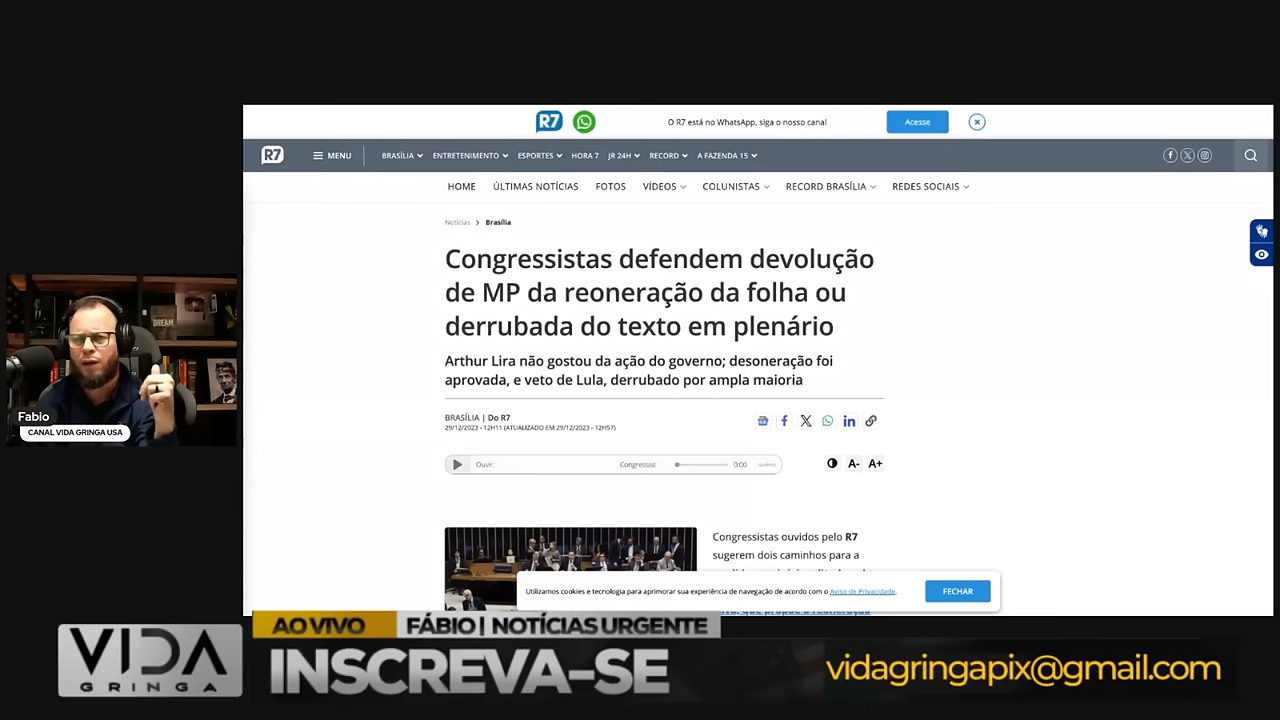 R7
O R7 está no WhatsApp, siga o nosso canal
Acesse
R7
MENU
BRASÍLIA
ENTRETENIMENTO
ESPORTES
HORA 7
JR 24H
RECORD
A FAZENDA 15
HOME
ÚLTIMAS NOTÍCIAS
FOTOS
VÍDEOS
COLUNISTAS
RECORD BRASÍLIA
REDES SOCIAIS
Notícias > Brasília
Congressistas defendem devolução
de MP da reoneração da folha ou
derrubada do texto em plenário
Arthur Lira não gostou da ação do governo; desoneração foi
aprovada, e veto de Lula, derrubado por ampla maioria
BRASÍLIA | Do R7
29/12/2023 - 12H11 (ATUALIZADO EM 29/12/2023 - 12H57)
Ouvir:
Congressist
0:00
A-
A+
Congressistas ouvidos pelo R7
sugerem dois caminhos para a
Utilizamos cookies e tecnologia para aprimorar sua experiência de navegação de acordo com o Aviso de Privacidade.
FECHAR
DREAM
Fabio
CANAL VIDA GRINGA USA
AO VIVO
FÁBIO | NOTÍCIAS URGENTE
VIDA
GRINGA
INSCREVA-SE
vidagringapix@gmail.com